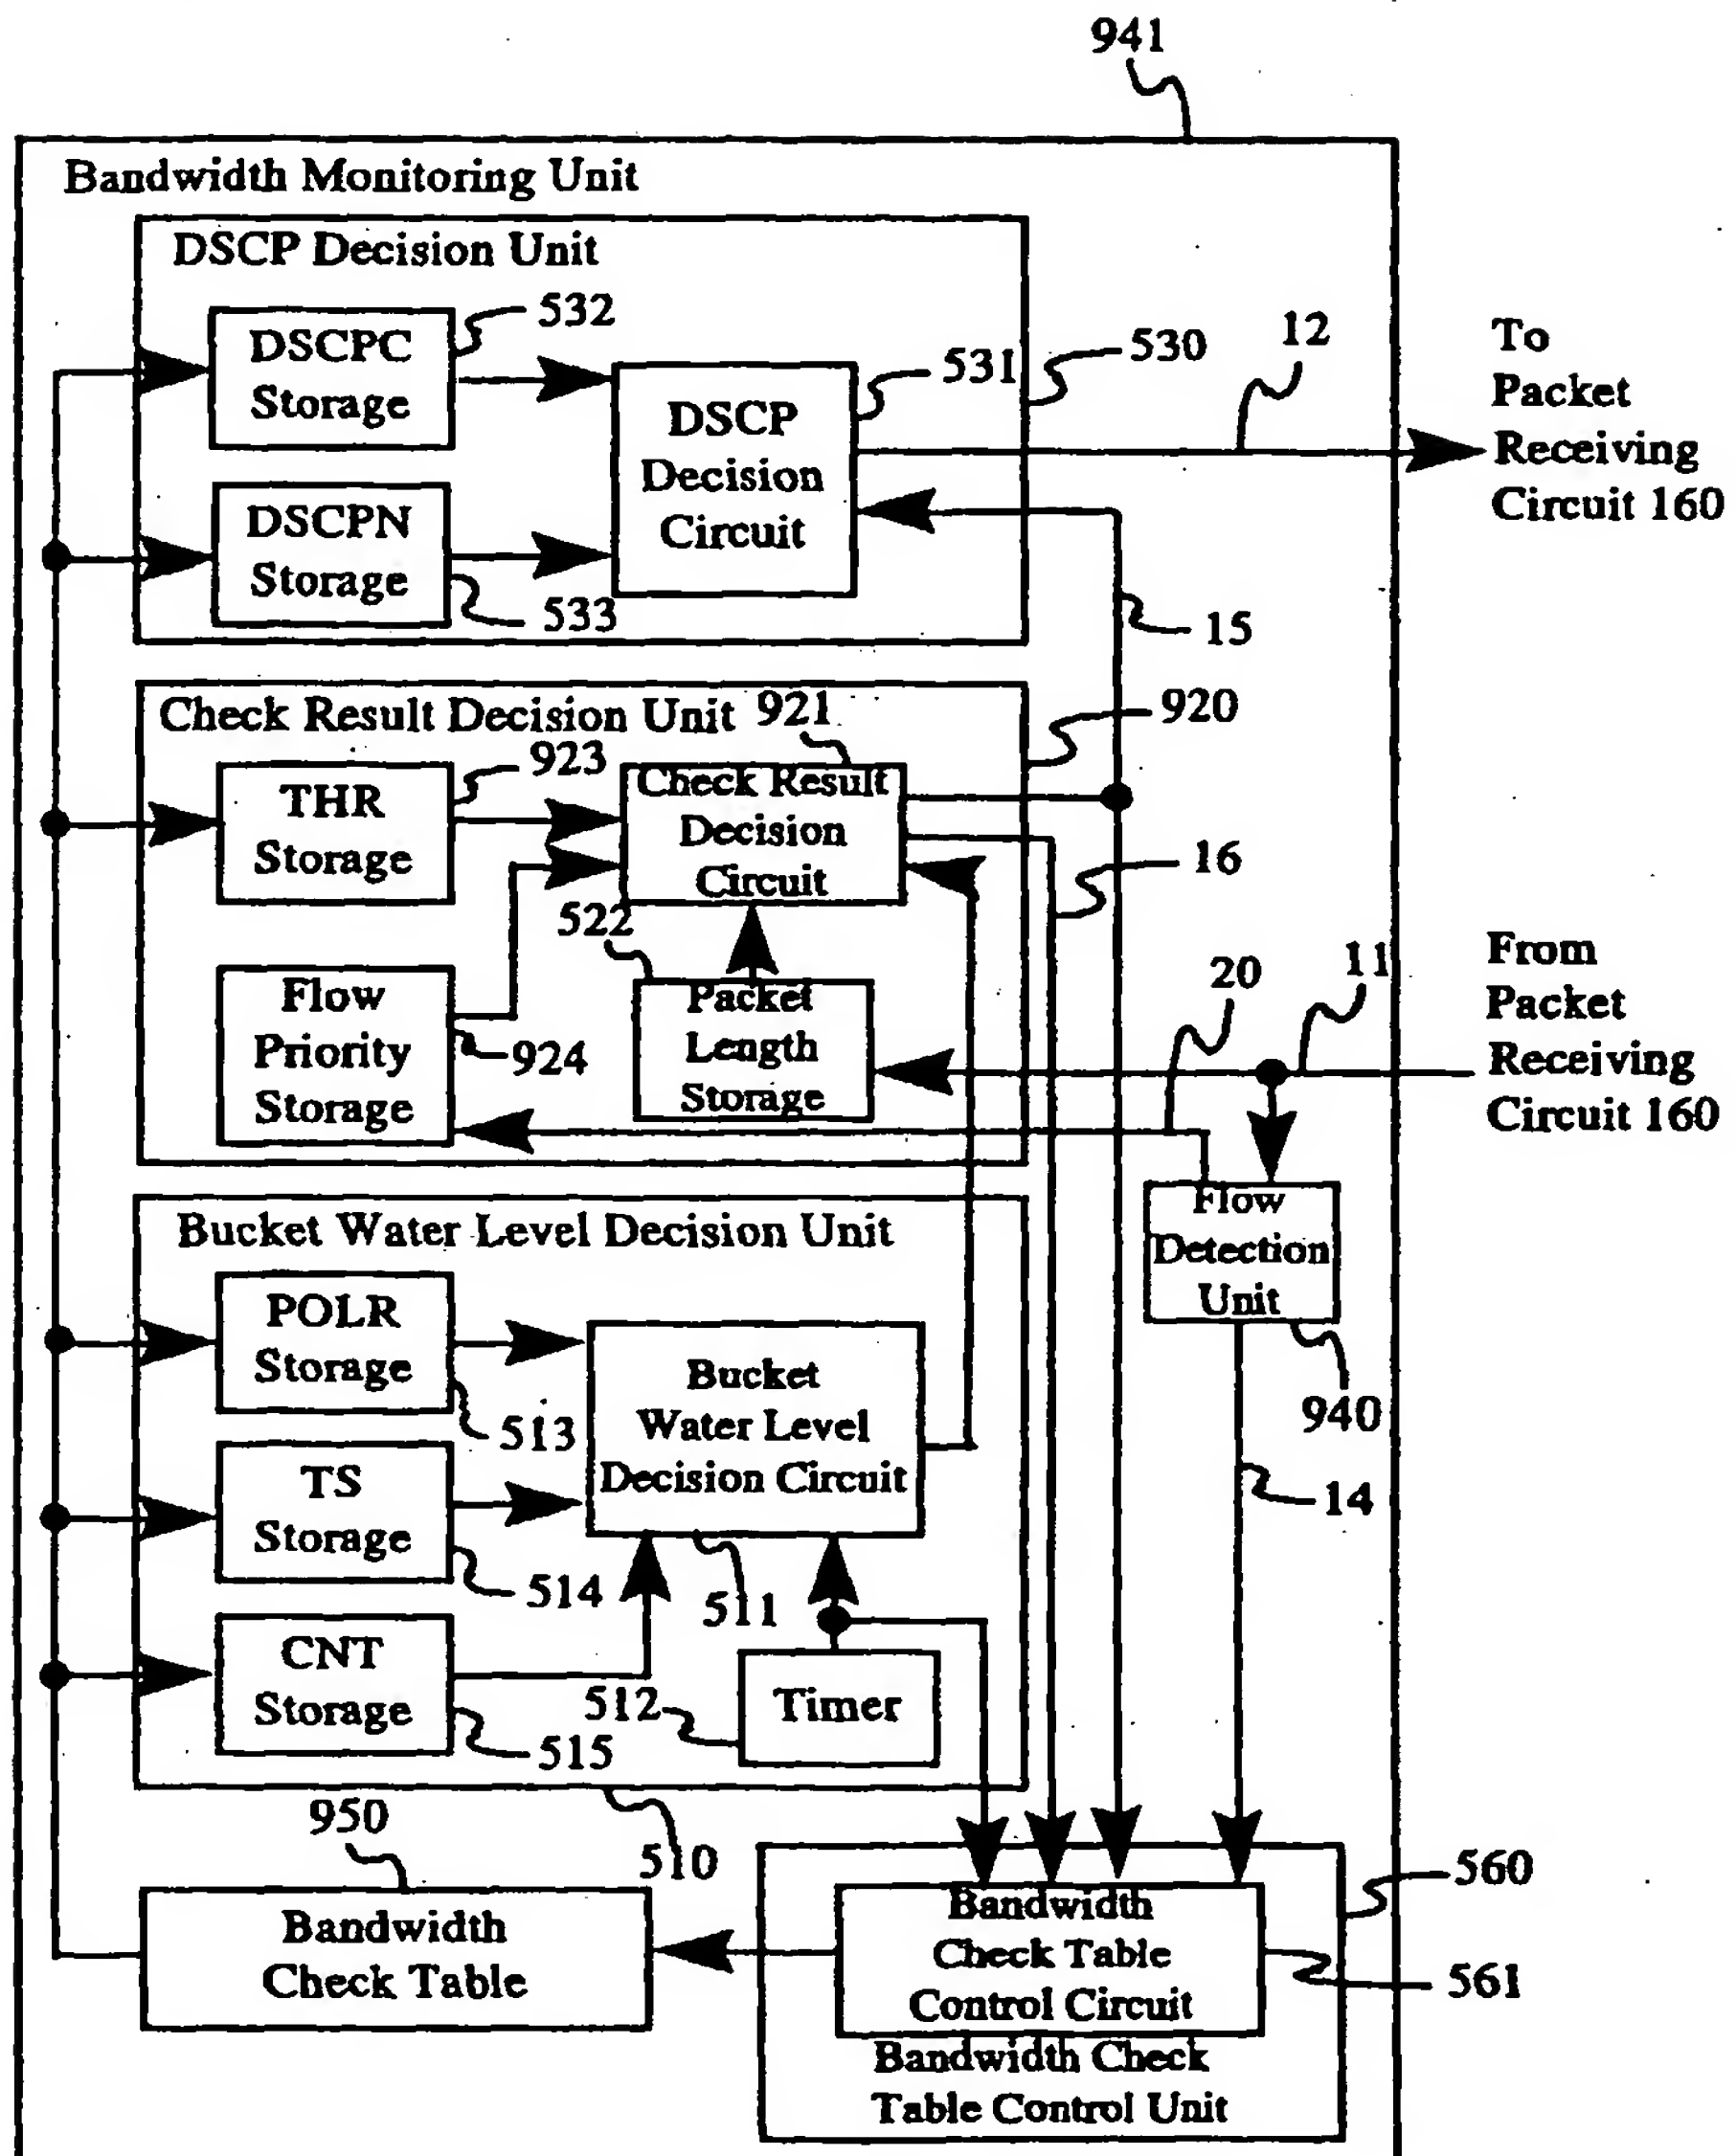 941
Bandwidth Monitoring Unit
DSCP Decision Unit
DSCPC
Storage
532
DSCPN
Storage
533
DSCP
Decision
Circuit
531
530
12
To
Packet
Receiving
Circuit 160
15
Check Result Decision Unit
921
920
THR
Storage
923
Check Result
Decision
Circuit
16
522
Flow
Priority
Storage
924
Packet
Length
Storage
20
11
From
Packet
Receiving
Circuit 160
Flow
Detection
Unit
940
14
Bucket Water Level Decision Unit
POLR
Storage
513
Bucket
Water Level
Decision Circuit
511
TS
Storage
514
CNT
Storage
515
512
Timer
510
950
Bandwidth
Check Table
560
Bandwidth
Check Table
Control Circuit
561
Bandwidth Check
Table Control Unit